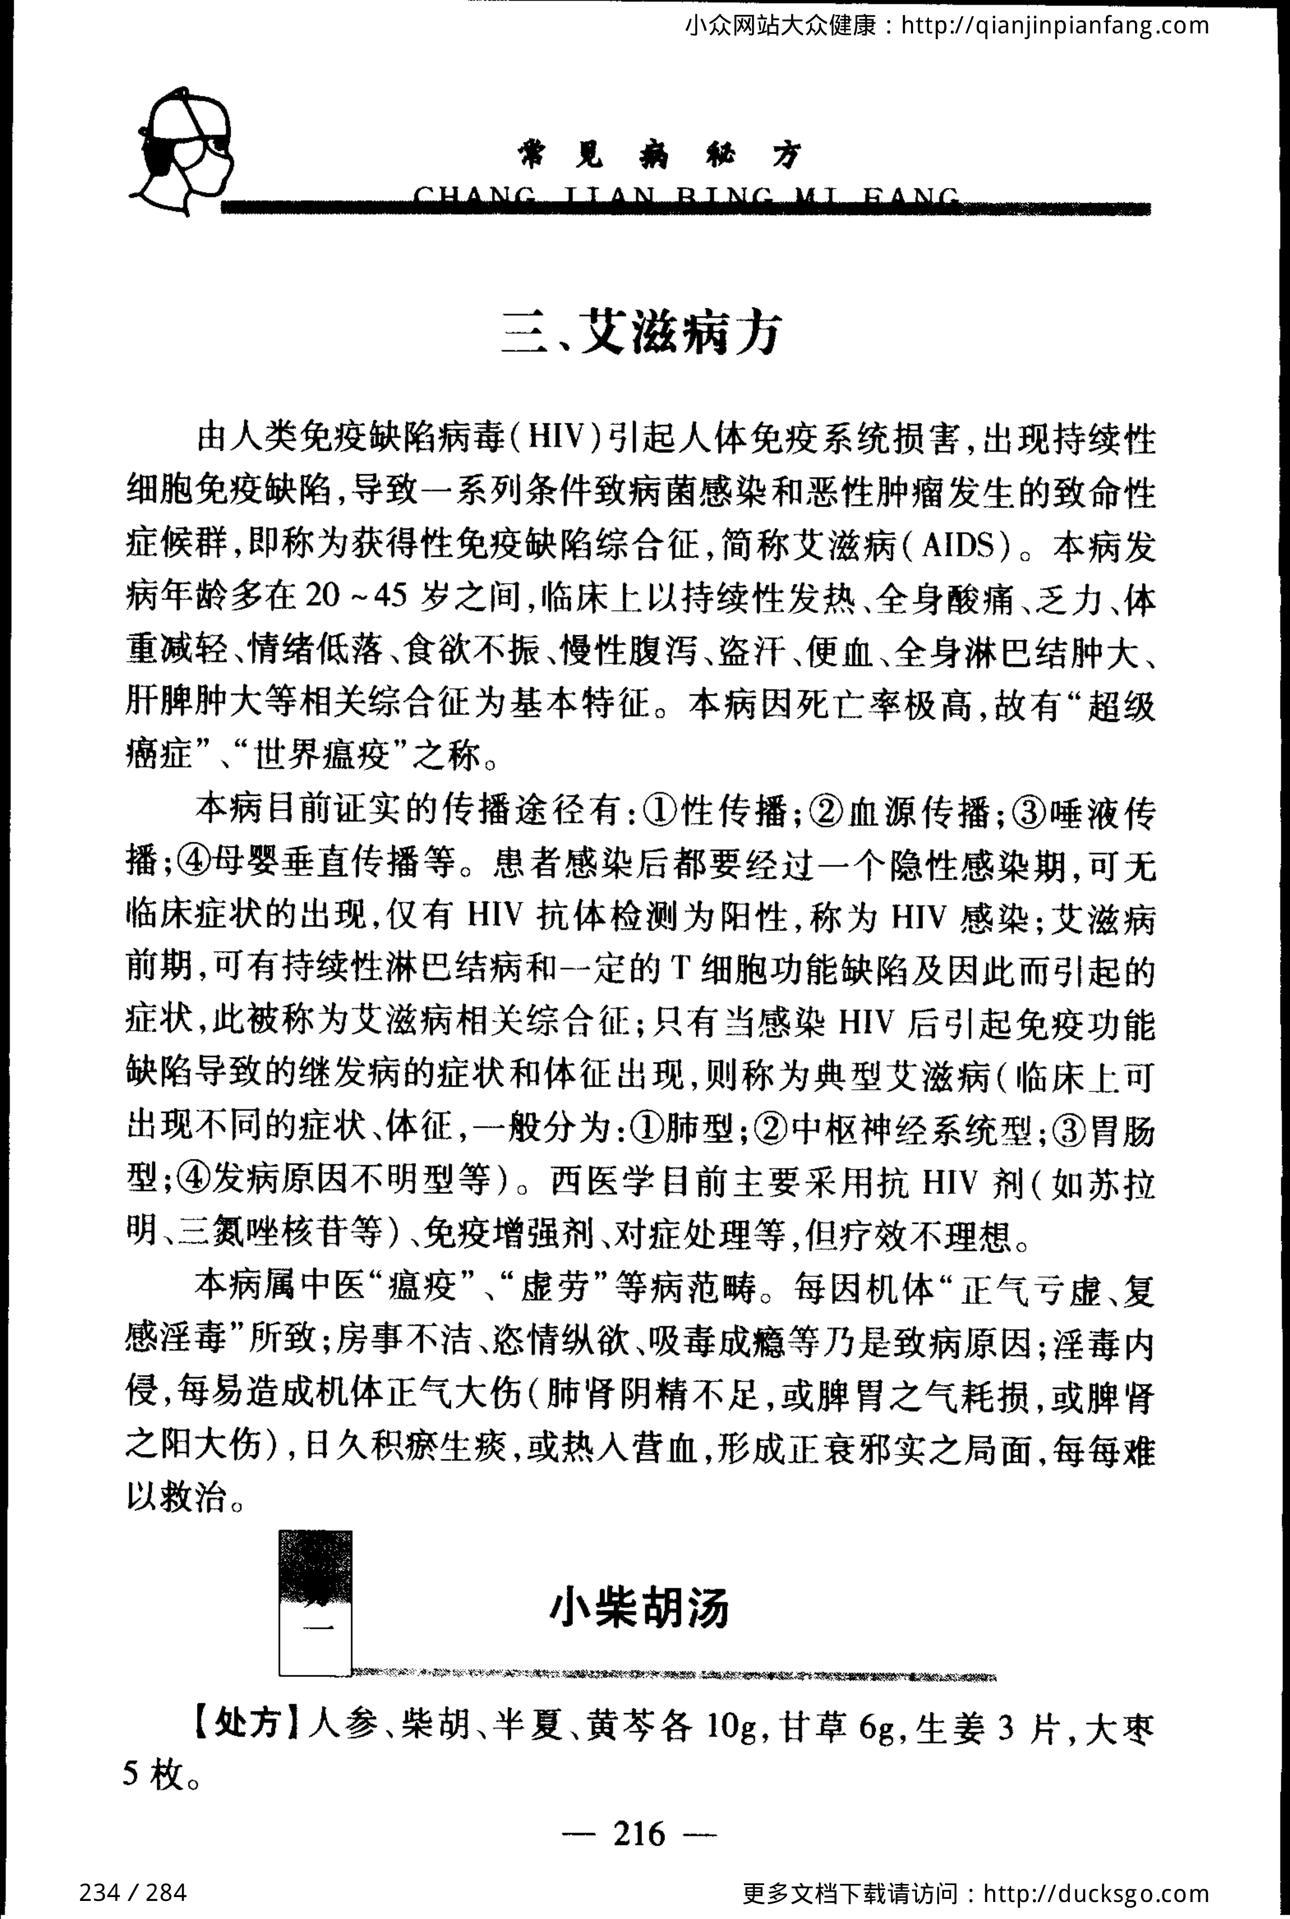 小众网站大众健康：http://qianjinpianfang.com
常见病秘方
CHANG JIAN BING MI FANG
三、艾滋病方
由人类免疫缺陷病毒(HIV)引起人体免疫系统损害,出现持续性
细胞免疫缺陷,导致一系列条件致病菌感染和恶性肿瘤发生的致命性
症候群,即称为获得性免疫缺陷综合征,简称艾滋病(AIDS)。本病发
病年龄多在20~45岁之间,临床上以持续性发热、全身酸痛、乏力、体
重减轻、情绪低落、食欲不振、慢性腹泻、盗汗、便血、全身淋巴结肿大、
肝脾肿大等相关综合征为基本特征。本病因死亡率极高,故有“超级
癌症”、“世界瘟疫”之称。
本病目前证实的传播途径有:①性传播;②血源传播;③唾液传
播;④母婴垂直传播等。患者感染后都要经过一个隐性感染期,可无
临床症状的出现,仅有HIV抗体检测为阳性,称为HIV感染;艾滋病
前期,可有持续性淋巴结病和一定的T细胞功能缺陷及因此而引起的
症状,此被称为艾滋病相关综合征;只有当感染HIV后引起免疫功能
缺陷导致的继发病的症状和体征出现,则称为典型艾滋病(临床上可
出现不同的症状、体征,一般分为:①肺型;②中枢神经系统型;③胃肠
型;④发病原因不明型等)。西医学目前主要采用抗HIV剂(如苏拉
明、三氮唑核苷等)、免疫增强剂、对症处理等,但疗效不理想。
本病属中医“瘟疫”、“虚劳”等病范畴。每因机体“正气亏虚、复
感淫毒”所致;房事不洁、恣情纵欲、吸毒成瘾等乃是致病原因;淫毒内
侵,每易造成机体正气大伤(肺肾阴精不足,或脾胃之气耗损,或脾肾
之阳大伤),日久积瘀生痰,或热入营血,形成正衰邪实之局面,每每难
以救治。
方一
小柴胡汤
【处方】人参、柴胡、半夏、黄芩各10g,甘草6g,生姜3片,大枣
5枚。
— 216 —
234 / 284
更多文档下载请访问：http://ducksgo.com